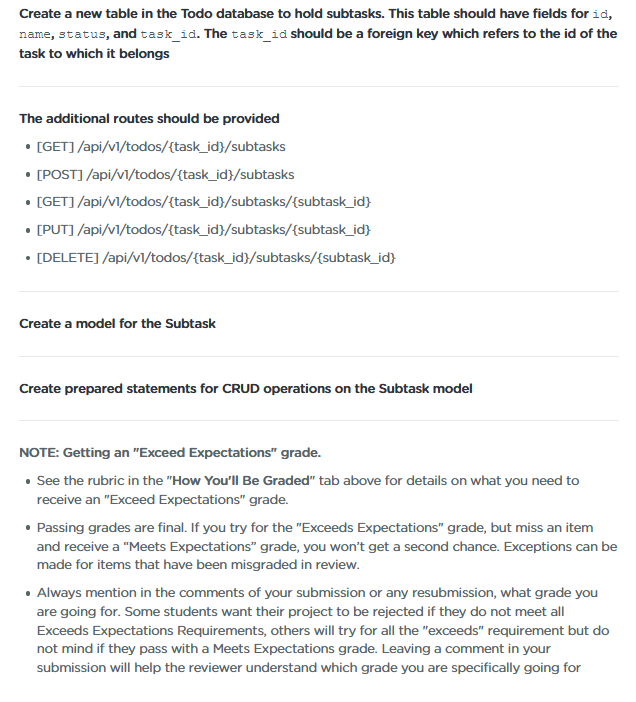 Create a new table in the Todo database to hold subtasks. This table should have fields for id,
name, status, and task_id. The task_id should be a foreign key which refers to the id of the
task to which it belongs
The additional routes should be provided
• [GET] /api/v1/todos/{task_id}/subtasks
• [POST] /api/v1/todos/{task_id}/subtasks
• [GET] /api/v1/todos/{task_id}/subtasks/{subtask_id}
• [PUT] /api/v1/todos/{task_id}/subtasks/{subtask_id}
• [DELETE] /api/v1/todos/{task_id}/subtasks/{subtask_id}
Create a model for the Subtask
Create prepared statements for CRUD operations on the Subtask model
NOTE: Getting an "Exceed Expectations" grade.
• See the rubric in the "How You'll Be Graded" tab above for details on what you need to
receive an "Exceed Expectations" grade.
• Passing grades are final. If you try for the "Exceeds Expectations" grade, but miss an item
and receive a “Meets Expectations” grade, you won’t get a second chance. Exceptions can be
made for items that have been misgraded in review.
• Always mention in the comments of your submission or any resubmission, what grade you
are going for. Some students want their project to be rejected if they do not meet all
Exceeds Expectations Requirements, others will try for all the "exceeds" requirement but do
not mind if they pass with a Meets Expectations grade. Leaving a comment in your
submission will help the reviewer understand which grade you are specifically going for